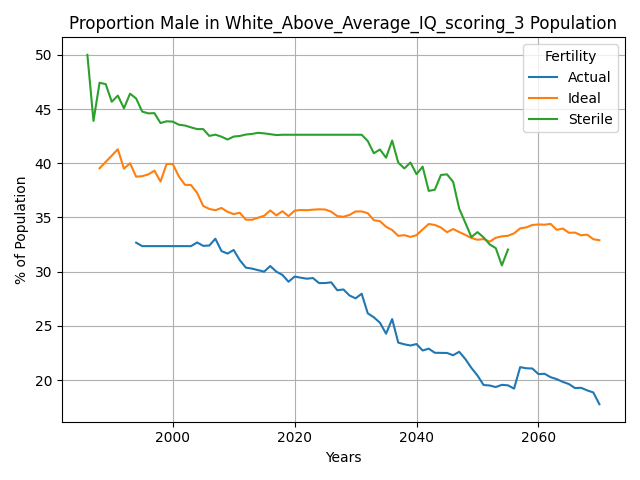 Proportion Male in White_Above_Average_IQ_scoring_3 Population
Fertility
Actual
Ideal
Sterile
% of Population
50
45
40
35
30
25
20
2000 2020 2040 2060
Years